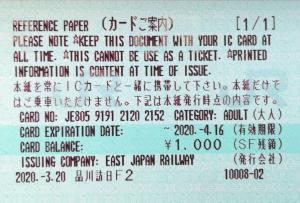 REFERENCE PAPER (カードご案内) [1/1]
PLEASE NOTE ☆KEEP THIS DOCUMENT WITH YOUR IC CARD AT
ALL TIME. ☆THIS CANNOT BE USE AS A TICKET. ☆PRINTED
INFORMATION IS CONTENT AT TIME OF ISSUE.
本紙を常にICカードと一緒に携帯して下さい。本紙だけで
はご乗車いただけません。下記は本紙発行時点の内容です。
CARD NO: JE805 9191 2120 2152 CATEGORY: ADULT (大人)
CARD EXPIRATION DATE: ~ 2020.-4.16 (有効期限)
CARD BALANCE: ¥1,000 (SF残額)
ISSUING COMPANY: EAST JAPAN RAILWAY (発行会社)
2020.-3.20 品川訪日F2 10008-02